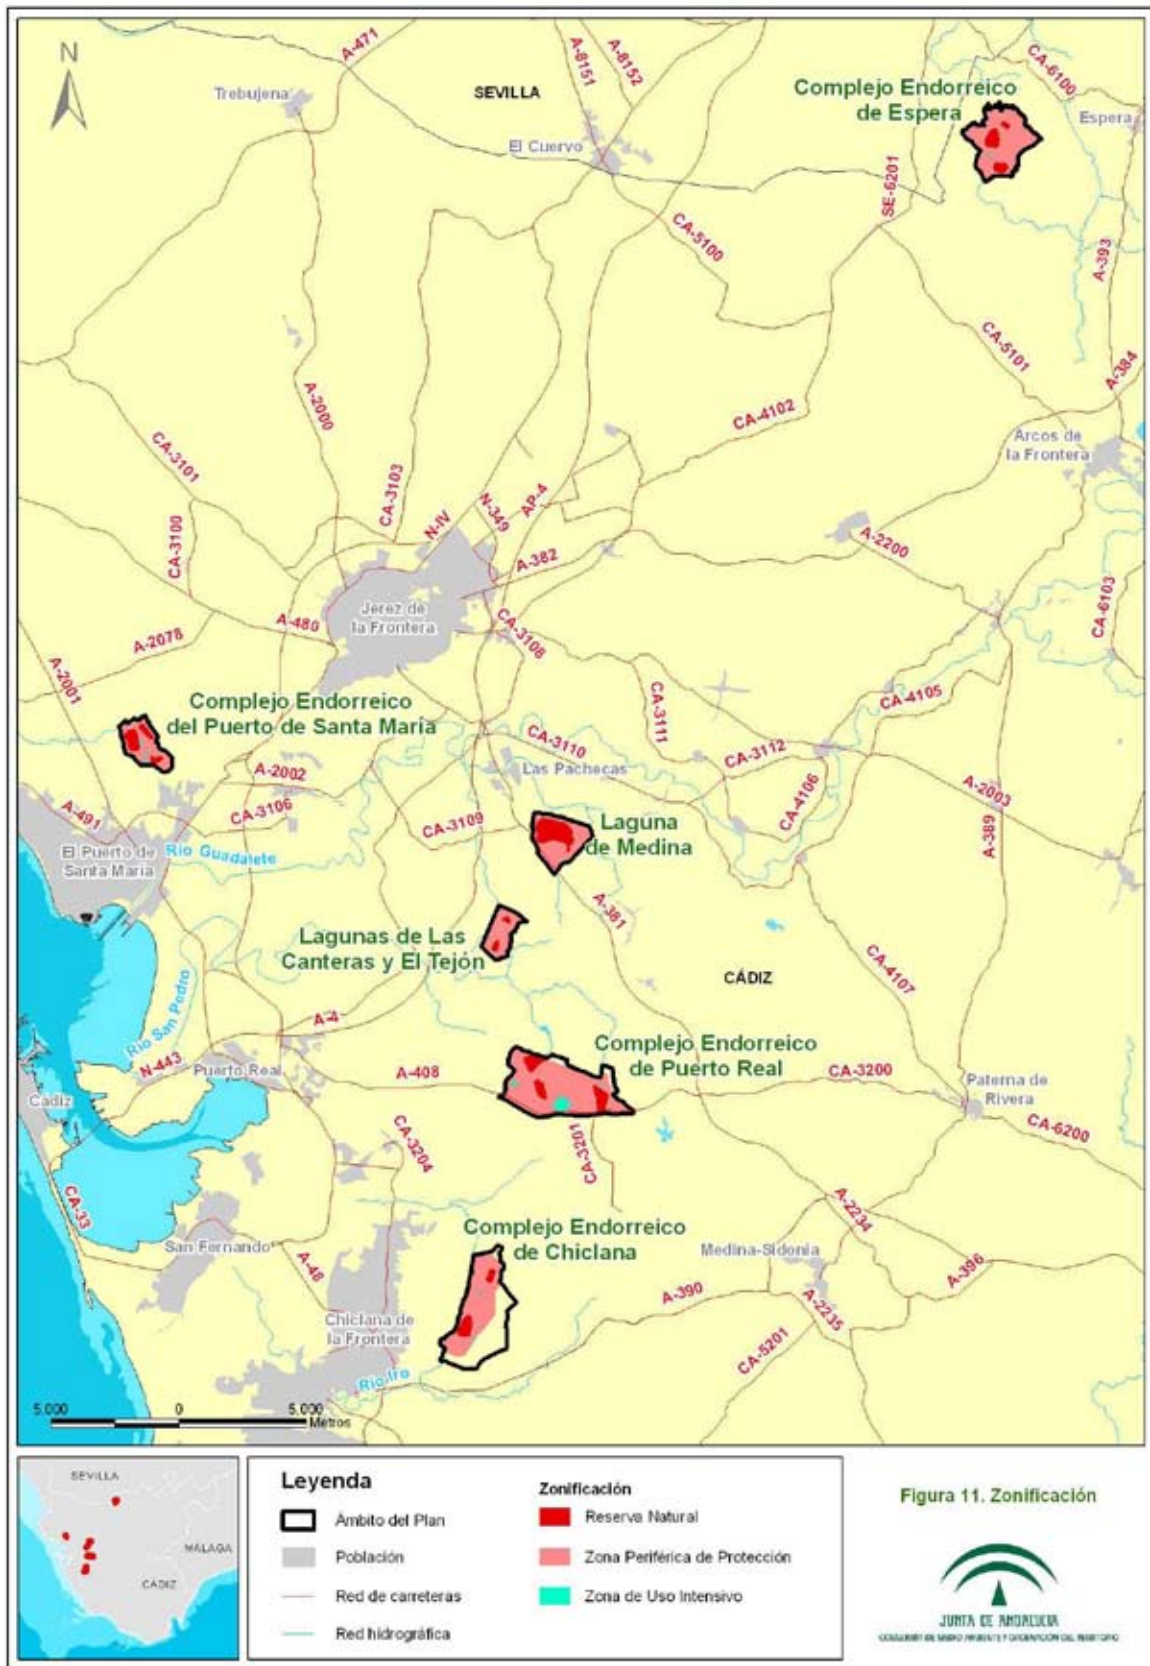 N
A-471
A-8151
A-8152
CA-6100
Trebujena
SEVILLA
Complejo Endorreico
de Espera
Espera
El Cuervo
SE-6201
CA-5100
A-393
CA-5101
A-384
A-2000
CA-4102
Arcos de
la Frontera
CA-3101
CA-3103
N-IV
N-349
AP-4
CA-3100
A-382
A-2200
CA-6103
Jerez de
la Frontera
A-480
CA-3108
A-2078
A-2001
Complejo Endorreico
del Puerto de Santa María
CA-3111
CA-4105
CA-3110
CA-3112
Las Pachecas
A-2002
CA-3106
CA-4106
A-2003
A-491
CA-3109
Laguna
de Medina
A-389
El Puerto de
Santa María
Río Guadalete
A-381
Lagunas de Las
Canteras y El Tejón
CÁDIZ
CA-4107
Río San Pedro
A-4
N-443
Puerto Real
A-408
Complejo Endorreico
de Puerto Real
CA-3200
Paterna de
Rivera
Cádiz
CA-3204
CA-3201
CA-6200
CA-33
San Fernando
A-48
Complejo Endorreico
de Chiclana
A-2234
Medina-Sidonia
A-396
A-390
A-2235
Chiclana de
la Frontera
CA-5201
Río Iro
5.000 0 5.000
Metros
SEVILLA
MÁLAGA
CÁDIZ
Leyenda
Ámbito del Plan
Población
Red de carreteras
Red hidrográfica
Zonificación
Reserva Natural
Zona Periférica de Protección
Zona de Uso Intensivo
Figura 11. Zonificación
JUNTA DE ANDALUCIA
CONSEJERÍA DE MEDIO AMBIENTE Y ORDENACIÓN DEL TERRITORIO